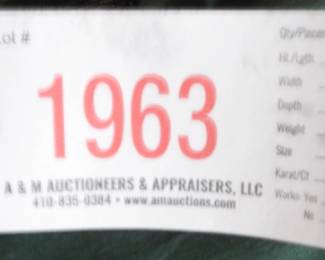 Lot #
1963
A & M AUCTIONEERS & APPRAISERS, LLC
410-835-0384 • www.amauctions.com
Qty/Pieces
Ht./Lgth
Width
Depth
Weight
Size
Karat/Ct
Works: Yes
No